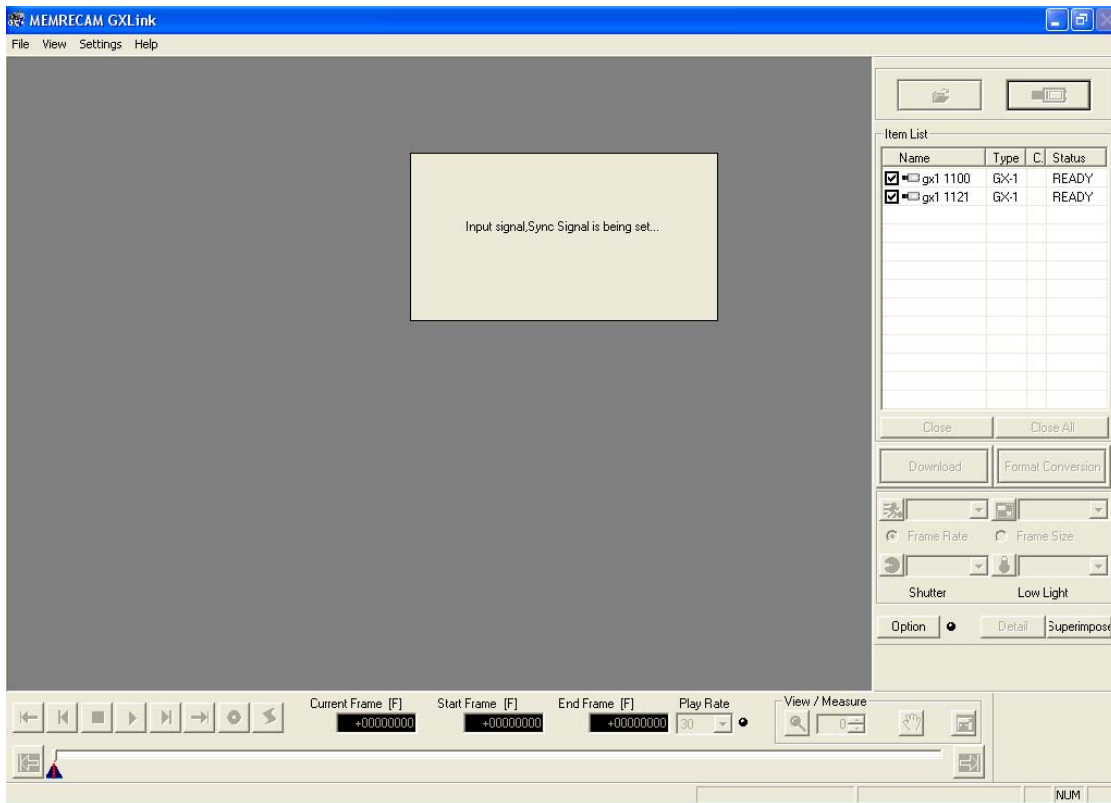 MEMRECAM GXLink
File View Settings Help
Input signal,Sync Signal is being set...
Item List
Name Type C. Status
gx1 1100 GX-1 READY
gx1 1121 GX-1 READY
Close Close All
Download Format Conversion
Frame Rate Frame Size
Shutter Low Light
Option Detail Superimpose
Current Frame [F] Start Frame [F] End Frame [F] Play Rate View / Measure
+00000000 +00000000 +00000000 30 0
NUM